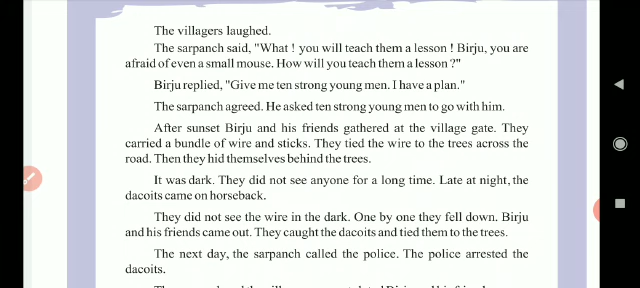 The villagers laughed.
The sarpanch said, "What ! you will teach them a lesson ! Birju, you are
afraid of even a small mouse. How will you teach them a lesson ?"
Birju replied, "Give me ten strong young men. I have a plan."
The sarpanch agreed. He asked ten strong young men to go with him.
After sunset Birju and his friends gathered at the village gate. They
carried a bundle of wire and sticks. They tied the wire to the trees across the
road. Then they hid themselves behind the trees.
It was dark. They did not see anyone for a long time. Late at night, the
dacoits came on horseback.
They did not see the wire in the dark. One by one they fell down. Birju
and his friends came out. They caught the dacoits and tied them to the trees.
The next day, the sarpanch called the police. The police arrested the
dacoits.